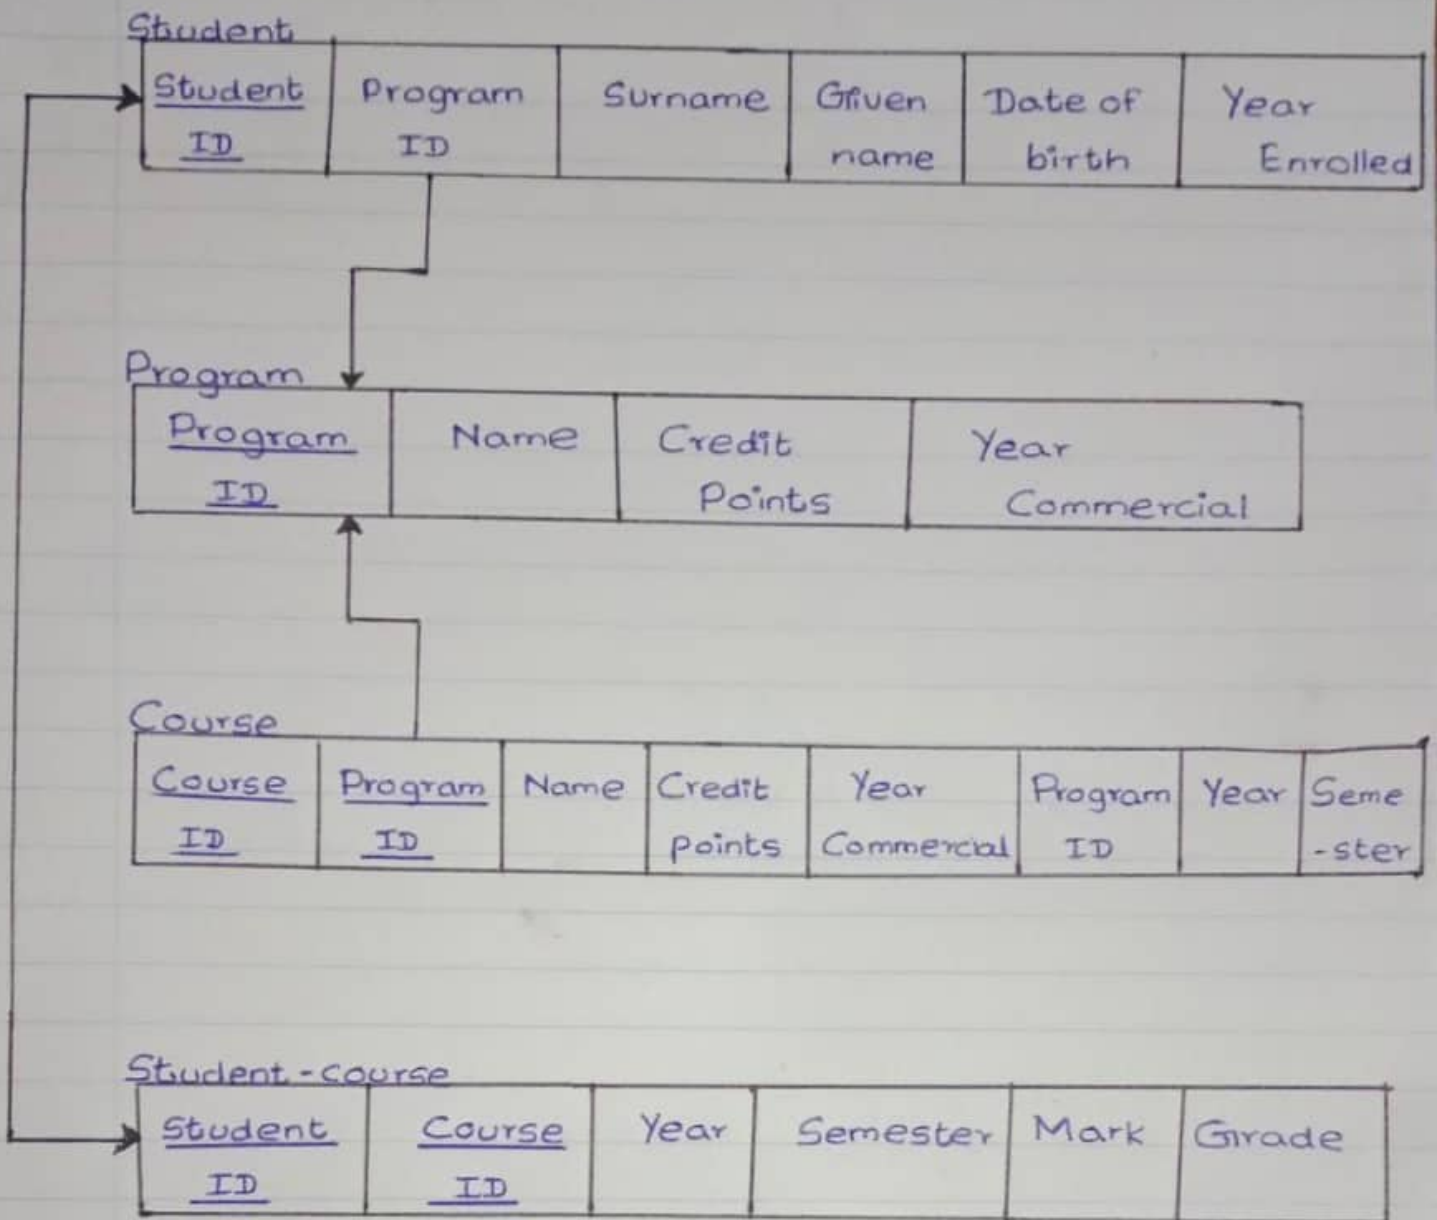 Student
Student Program Surname Given Date of Year
ID ID name birth Enrolled
Program
Program Name Credit Year
ID Points Commercial
Course
Course Program Name Credit Year Program Year Seme
ID ID points Commercial ID -ster
Student-course
Student Course Year Semester Mark Grade
ID ID